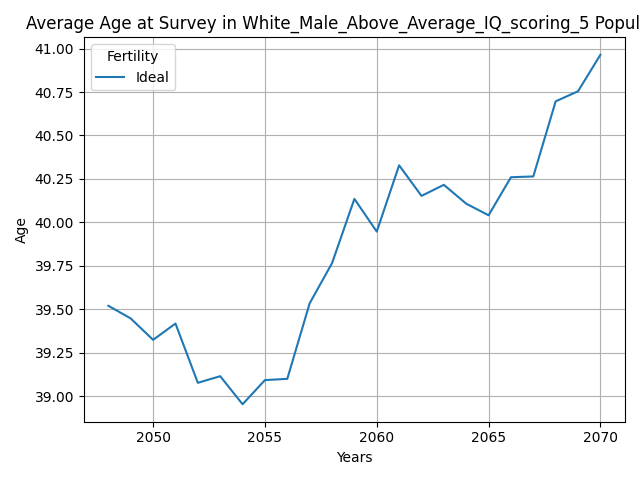 Average Age at Survey in White_Male_Above_Average_IQ_scoring_5 Popul
41.00
40.75
40.50
40.25
40.00
39.75
39.50
39.25
39.00
Age
Fertility
Ideal
2050 2055 2060 2065 2070
Years